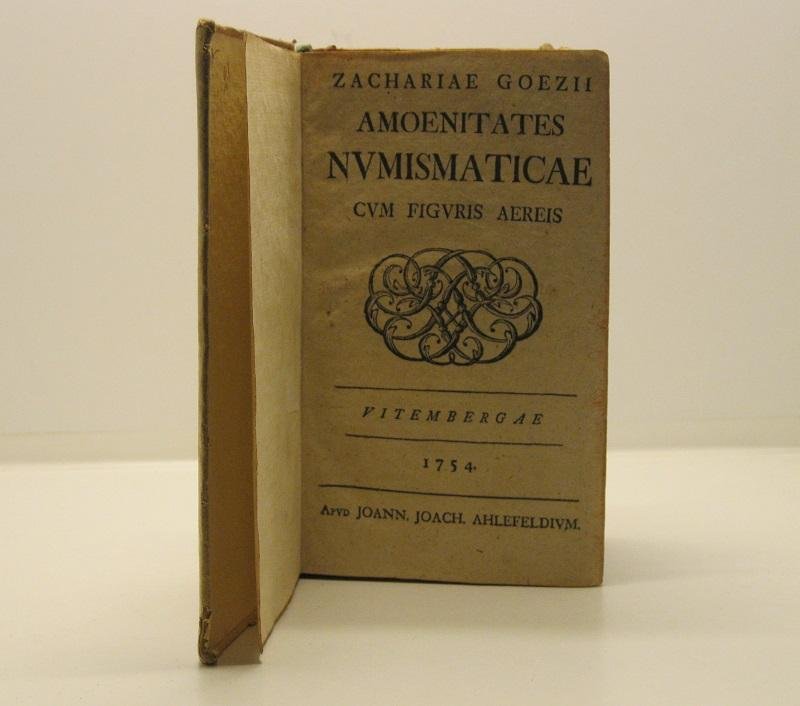 ZACHARIAE GOEZII
AMOENITATES
NVMISMATICAE
CVM FIGVRIS AEREIS
VITEMBERGAE
1754.
APVD JOANN. JOACH. AHLEFELDIVM.